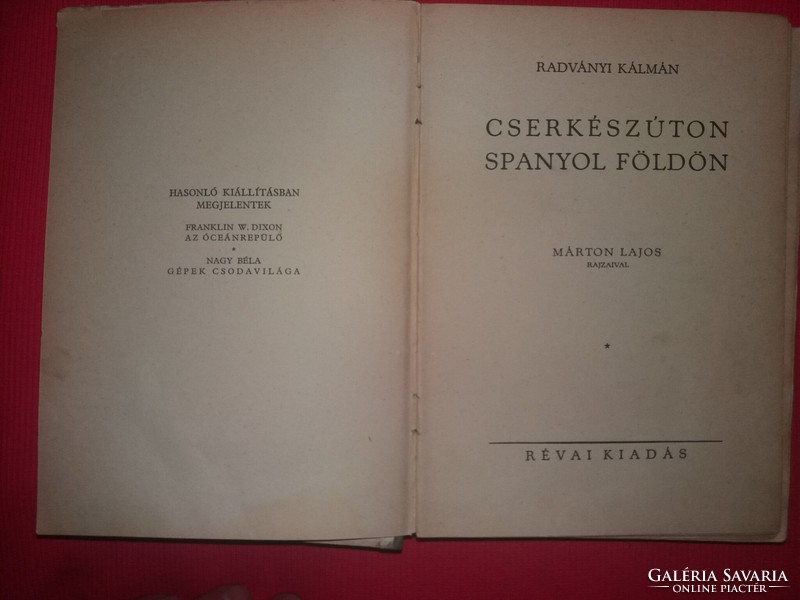 HASONLÓ KIÁLLÍTÁSBAN
MEGJELENTEK
FRANKLIN W. DIXON
AZ ÓCEÁNREPÜLŐ
*
NAGY BÉLA
GÉPEK CSODAVILÁGA
RADVÁNYI KÁLMÁN
CSERKÉSZÚTON
SPANYOL FÖLDÖN
MÁRTON LAJOS
RAJZAIVAL
*
RÉVAI KIADÁS
GALÉRIA SAVARIA
ONLINE PIACTÉR